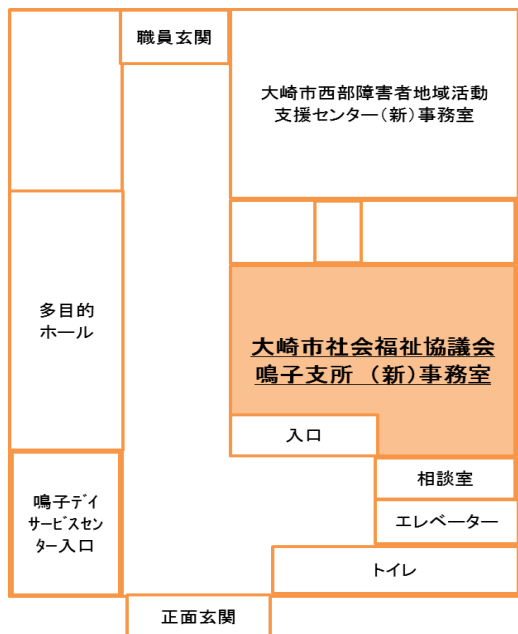 職員玄関
大崎市西部障害者地域活動
支援センター（新）事務室
多目的
ホール
大崎市社会福祉協議会
鳴子支所 （新）事務室
入口
相談室
鳴子デイ
サービスセン
ター入口
エレベーター
トイレ
正面玄関